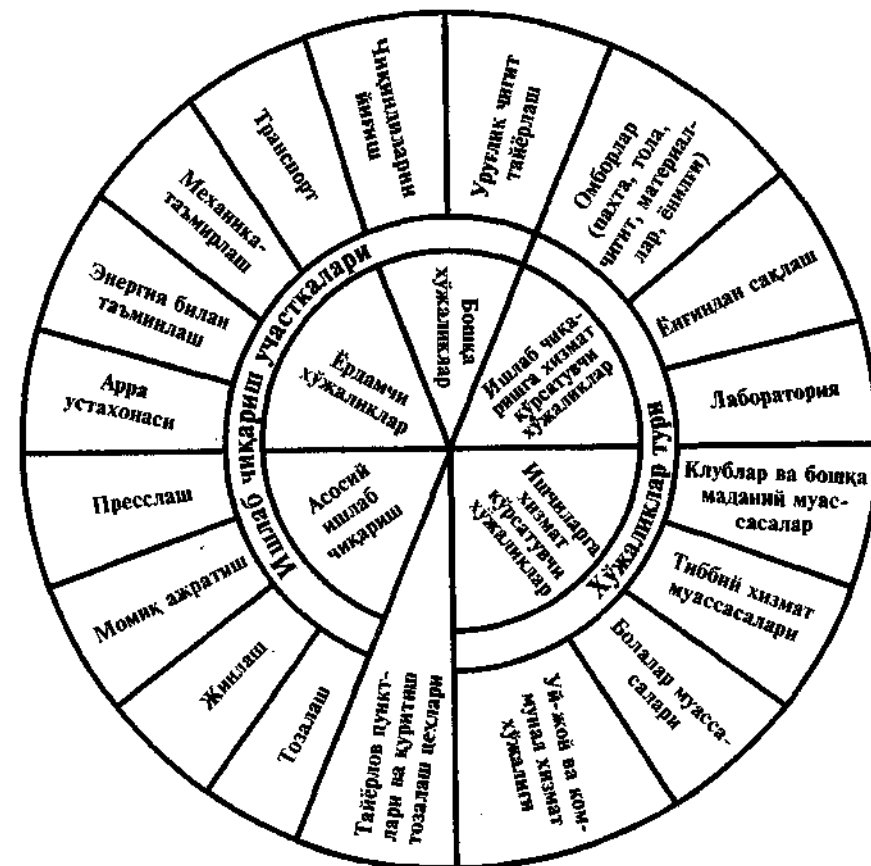 Чиқиндиларни
йиғиш
Уруғлик чигит
тайёрлаш
Омборлар
(пахта, тола,
чигит, материал-
лар, ёнилғи)
Ёнғиндан сақлаш
Лаборатория
Клублар ва бошқа
маданий муас-
сасалар
Тиббий хизмат
муассасалари
Болалар муасса-
салари
Уй-жой ва ком-
мунал хизмат
хўжалиги
Тайёрлов пункт-
лари ва қуритиш
тозалаш цехлари
Тозалаш
Жинлаш
Момиқ ажратиш
Пресслаш
Арра
устахонаси
Энергия билан
таъминлаш
Механика-
таъмирлаш
Транспорт
Ишлаб чиқариш участкалари
Хўжаликлар тури
Ёрдамчи
хўжаликлар
Бошқа
хўжаликлар
Ишлаб чиқа-
ришга хизмат
кўрсатувчи
хўжаликлар
Ишчиларга
хизмат
кўрсатувчи
хўжаликлар
Асосий
ишлаб
чиқариш